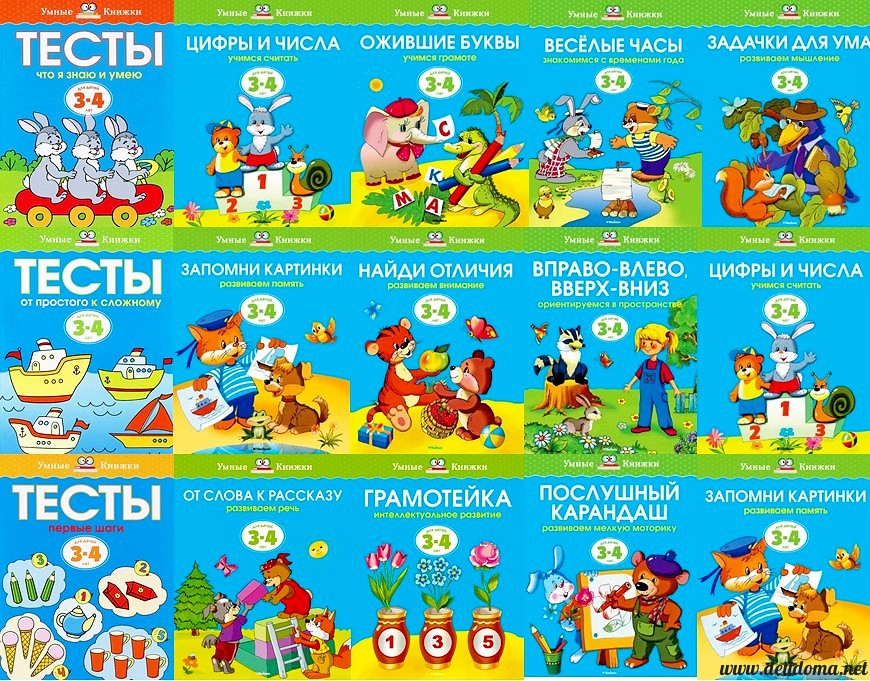 Умные Книжки
ТЕСТЫ
что я знаю и умею
для детей
3-4
лет
Умные Книжки
ЦИФРЫ И ЧИСЛА
учимся считать
для детей
3-4
лет
1
2
3
Умные Книжки
ОЖИВШИЕ БУКВЫ
учимся грамоте
для детей
3-4
лет
С
К
М А
Умные Книжки
ВЕСЁЛЫЕ ЧАСЫ
знакомимся с временами года
для детей
3-4
лет
Умные Книжки
ЗАДАЧКИ ДЛЯ УМА
развиваем мышление
для детей
3-4
лет
Умные Книжки
ТЕСТЫ
от простого к сложному
для детей
3-4
лет
Умные Книжки
ЗАПОМНИ КАРТИНКИ
развиваем память
для детей
3-4
лет
Умные Книжки
НАЙДИ ОТЛИЧИЯ
развиваем внимание
для детей
3-4
лет
Умные Книжки
ВПРАВО-ВЛЕВО,
ВВЕРХ-ВНИЗ
ориентируемся в пространстве
для детей
3-4
лет
Умные Книжки
ЦИФРЫ И ЧИСЛА
учимся считать
для детей
3-4
лет
1
2
3
Умные Книжки
ТЕСТЫ
первые шаги
для детей
3-4
лет
3
2
1
4
5
Умные Книжки
ОТ СЛОВА К РАССКАЗУ
развиваем речь
для детей
3-4
лет
Умные Книжки
ГРАМОТЕЙКА
интеллектуальное развитие
для детей
3-4
лет
1 3 5
Умные Книжки
ПОСЛУШНЫЙ
КАРАНДАШ
развиваем мелкую моторику
для детей
3-4
лет
Умные Книжки
ЗАПОМНИ КАРТИНКИ
развиваем память
для детей
3-4
лет
www.deladoma.net